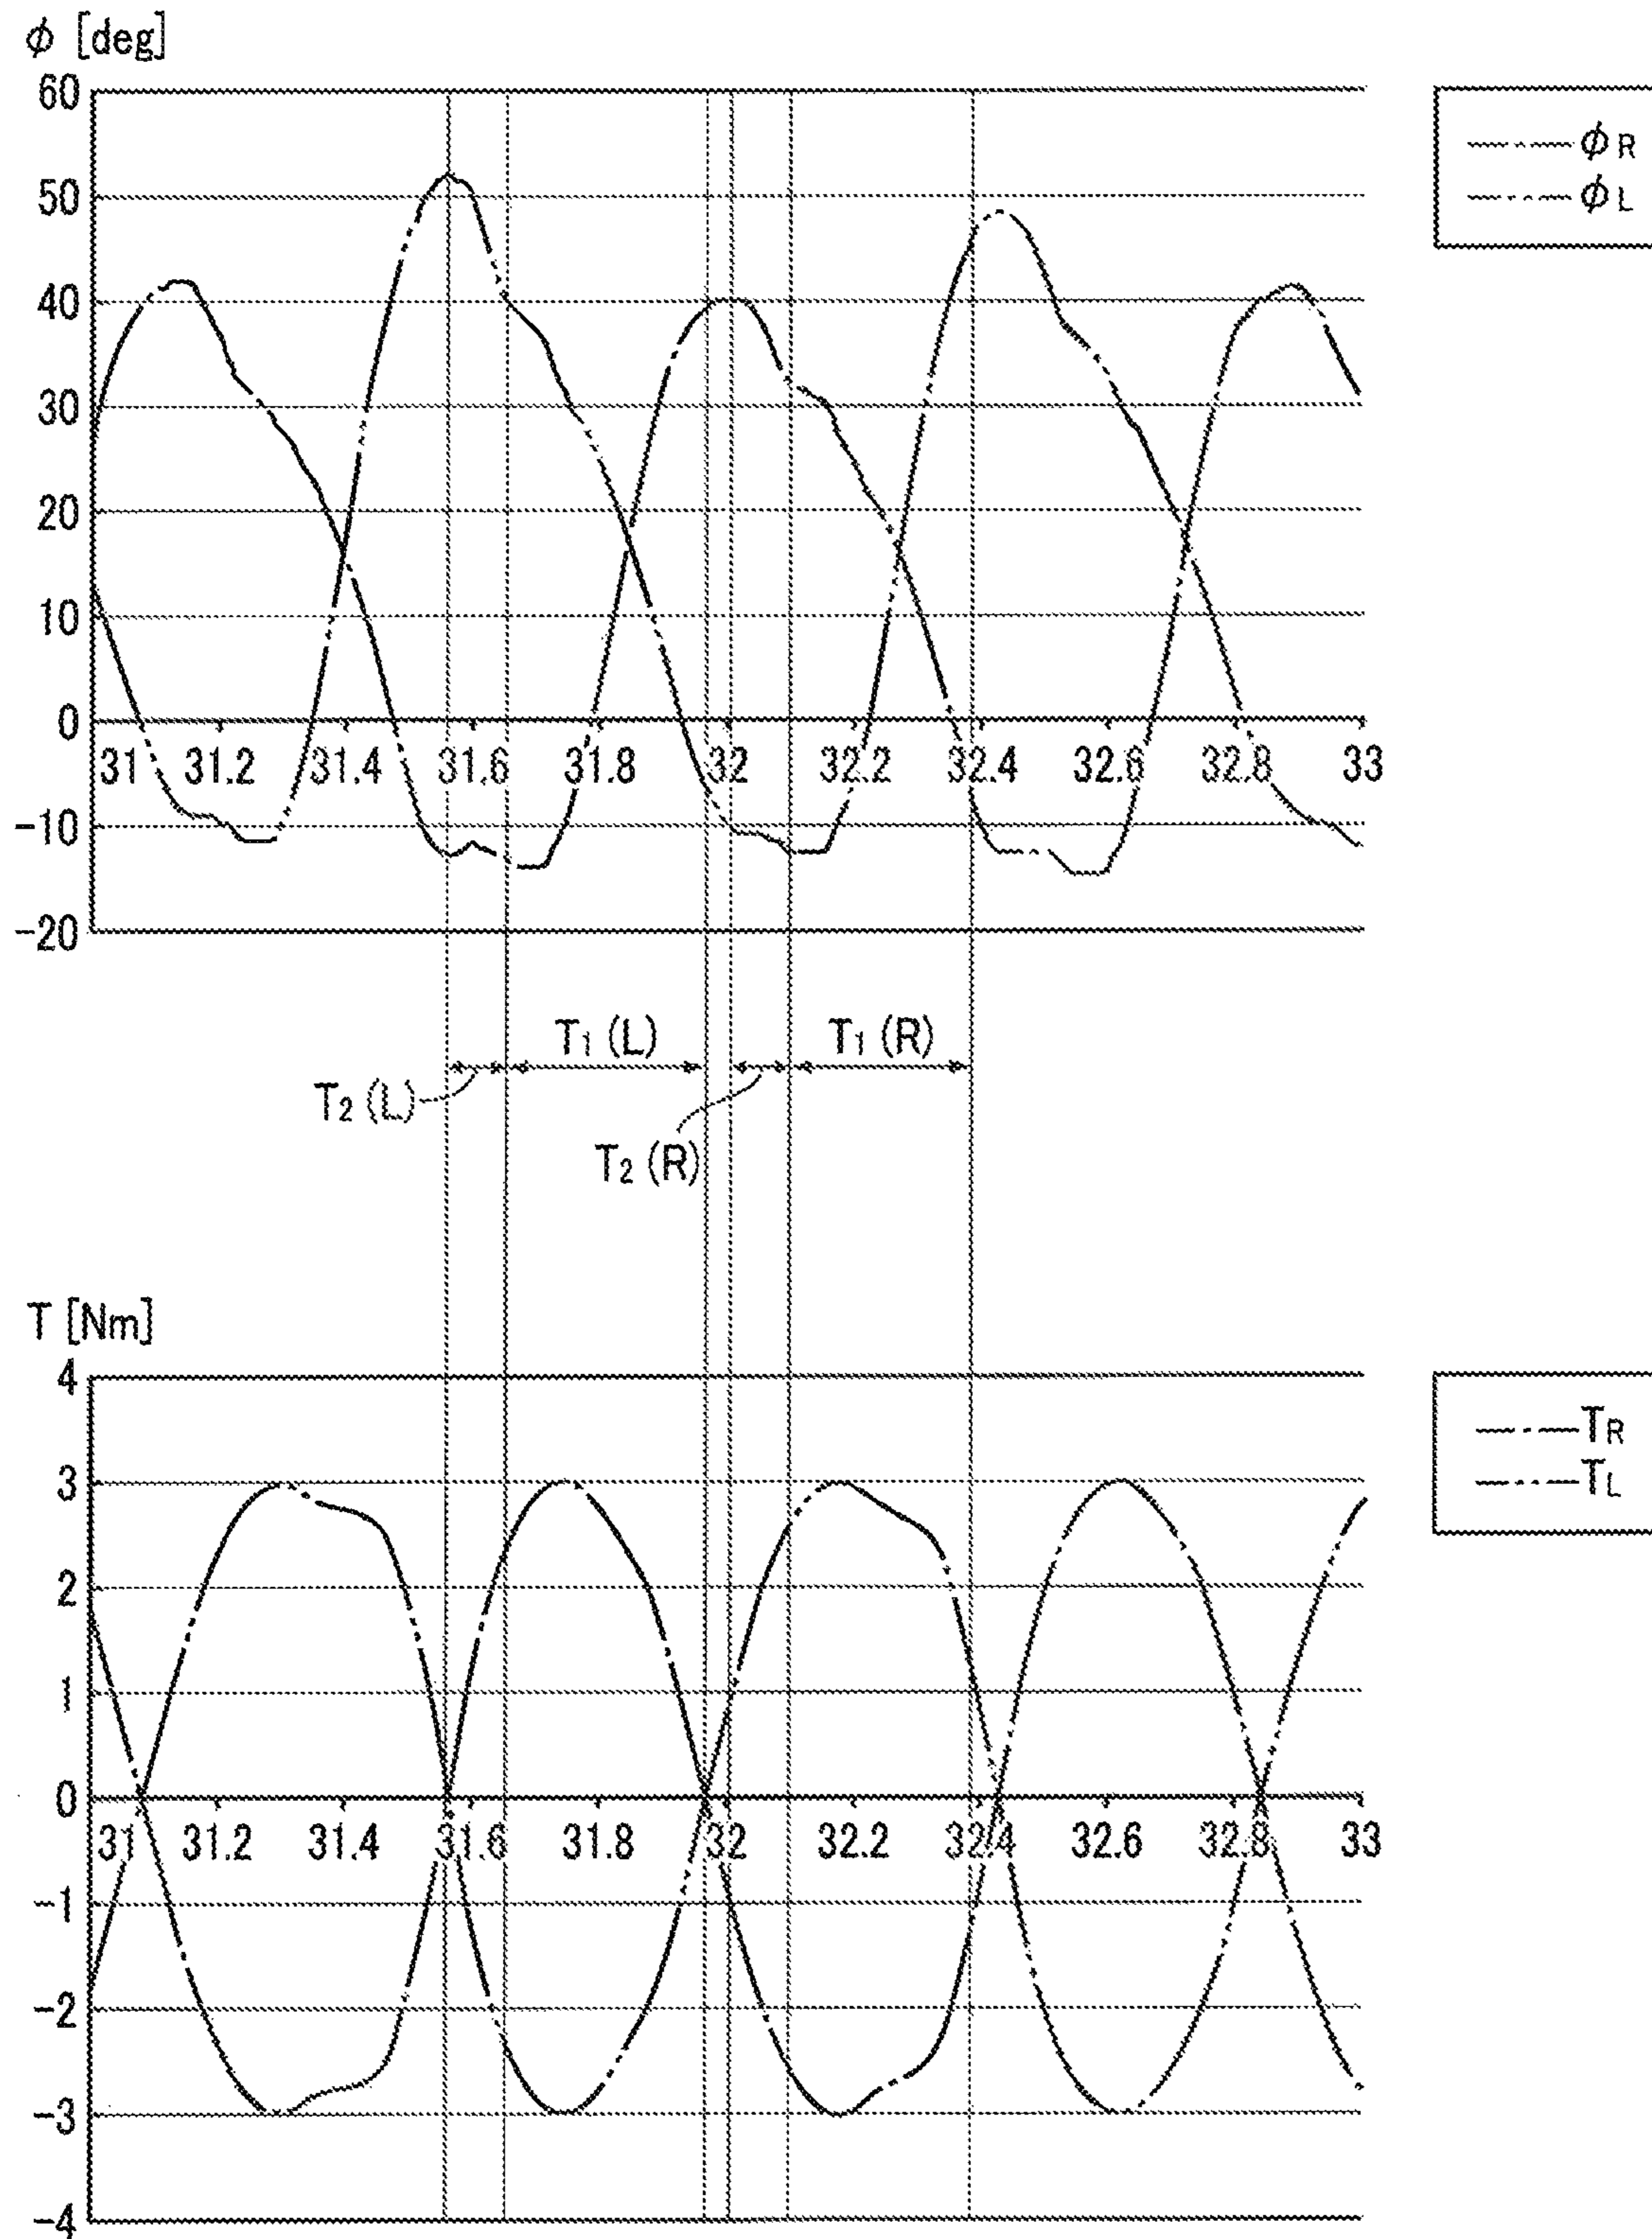 ϕ [deg]
60
50
40
30
20
10
0
-10
-20
31 31.2 31.4 31.6 31.8 32 32.2 32.4 32.6 32.8 33
ϕR
ϕL
T1 (L)
T1 (R)
T2 (L)
T2 (R)
T [Nm]
4
3
2
1
0
-1
-2
-3
-4
31 31.2 31.4 31.6 31.8 32 32.2 32.4 32.6 32.8 33
TR
TL